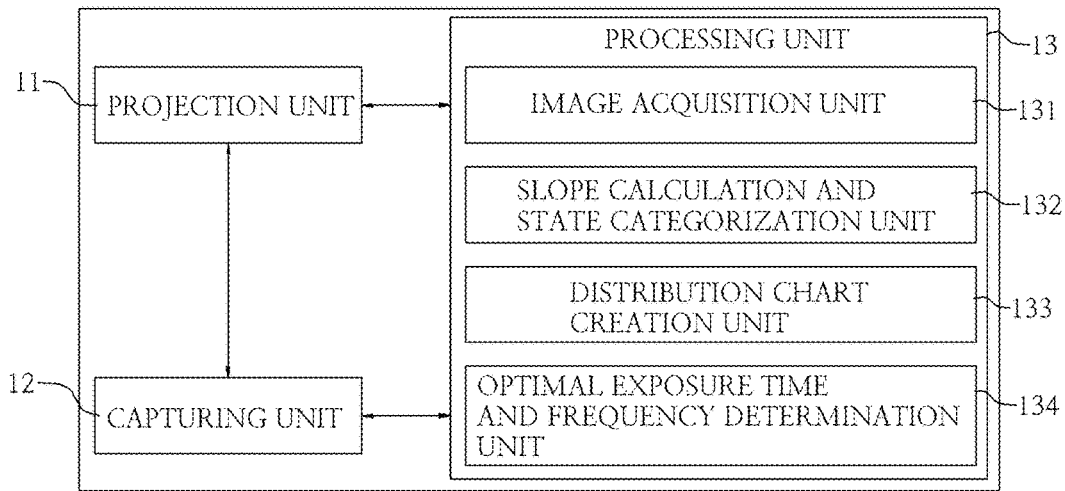 PROCESSING UNIT
13
11
PROJECTION UNIT
IMAGE ACQUISITION UNIT
131
SLOPE CALCULATION AND
STATE CATEGORIZATION UNIT
132
DISTRIBUTION CHART
CREATION UNIT
133
12
CAPTURING UNIT
OPTIMAL EXPOSURE TIME
AND FREQUENCY DETERMINATION
UNIT
134